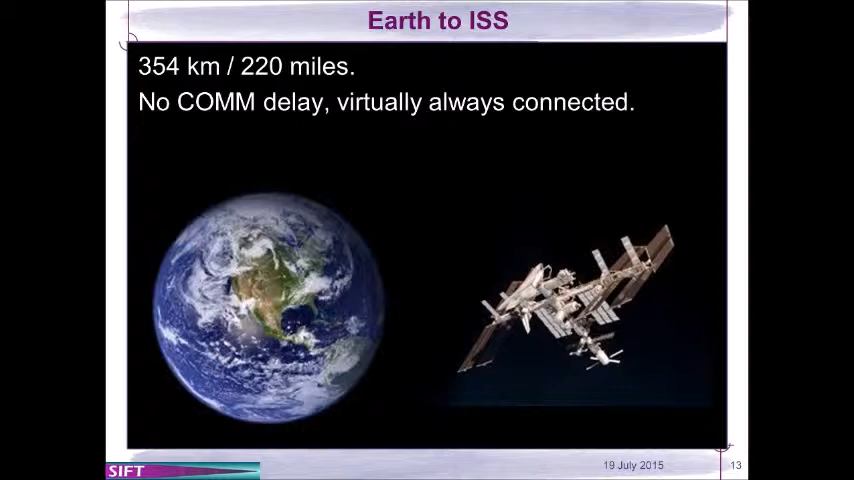 Earth to ISS
354 km / 220 miles.
No COMM delay, virtually always connected.
SIFT
19 July 2015
13